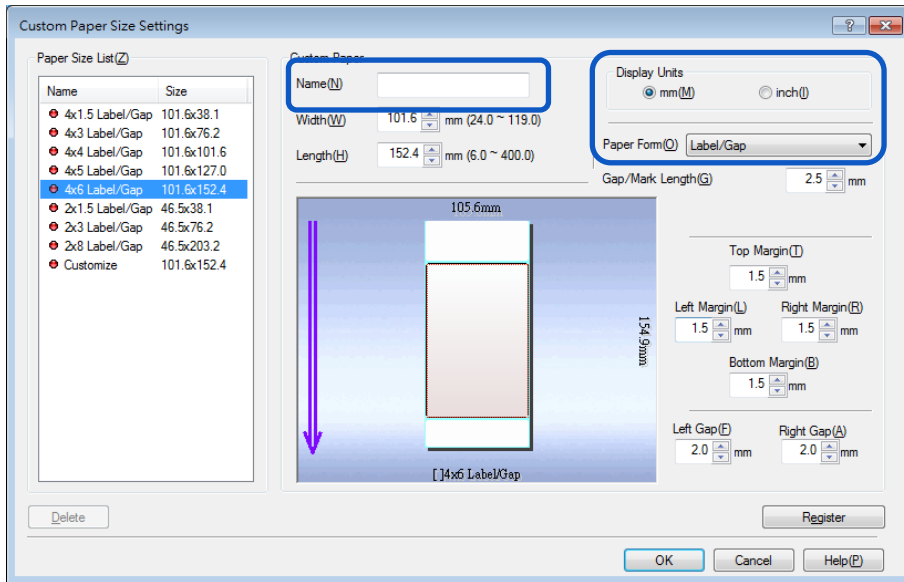 Custom Paper Size Settings
Paper Size List(Z)
Name Size
4x1.5 Label/Gap 101.6x38.1
4x3 Label/Gap 101.6x76.2
4x4 Label/Gap 101.6x101.6
4x5 Label/Gap 101.6x127.0
4x6 Label/Gap 101.6x152.4
2x1.5 Label/Gap 46.5x38.1
2x3 Label/Gap 46.5x76.2
2x8 Label/Gap 46.5x203.2
Customize 101.6x152.4
Custom Paper
Name(N)
Width(W) 101.6 mm (24.0 ~ 119.0)
Length(H) 152.4 mm (6.0 ~ 400.0)
Display Units
mm(M) inch(I)
Paper Form(O) Label/Gap
Gap/Mark Length(G) 2.5 mm
105.6mm
154.9mm
[ ]4x6 Label/Gap
Top Margin(T)
1.5 mm
Left Margin(L) Right Margin(R)
1.5 mm 1.5 mm
Bottom Margin(B)
1.5 mm
Left Gap(F) Right Gap(A)
2.0 mm 2.0 mm
Delete
Register
OK Cancel Help(P)